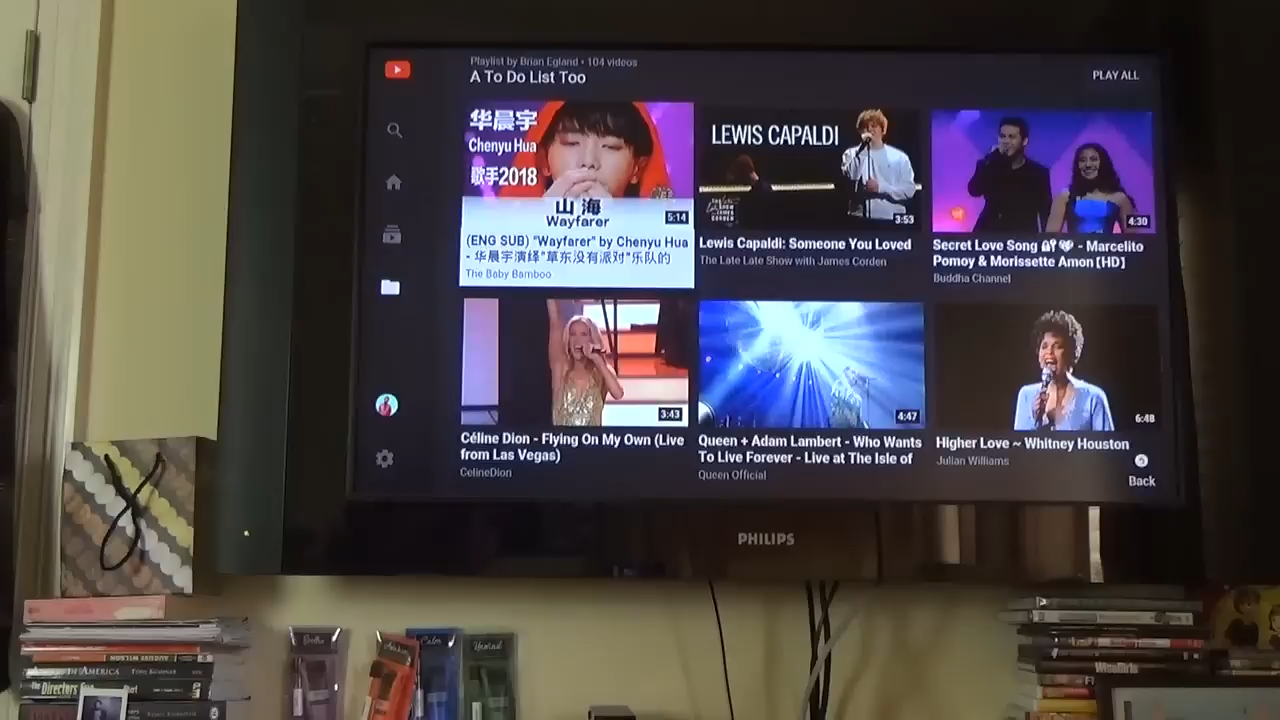 Playlist by Brian Egland • 104 videos
A To Do List Too
PLAY ALL
华晨宇
Chenyu Hua
歌手2018
山海
Wayfarer
5:14
(ENG SUB) "Wayfarer" by Chenyu Hua
- 华晨宇演绎"草东没有派对"乐队的
The Baby Bamboo
LEWIS CAPALDI
3:53
Lewis Capaldi: Someone You Loved
The Late Late Show with James Corden
4:30
Secret Love Song 🔐💝 - Marcelito
Pomoy & Morissette Amon【HD】
Buddha Channel
3:43
Céline Dion - Flying On My Own (Live
from Las Vegas)
CelineDion
4:47
Queen + Adam Lambert - Who Wants
To Live Forever - Live at The Isle of
Queen Official
6:48
Higher Love ~ Whitney Houston
Julian Williams
Back
PHILIPS
AUGUST WILSON
IN AMERICA
The Directors